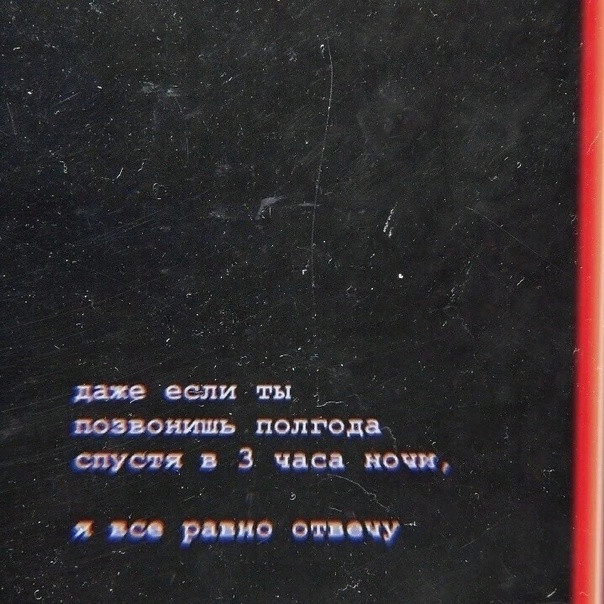 даже если ты
позвонишь полгода
спустя в 3 часа ночи,
я все равно отвечу